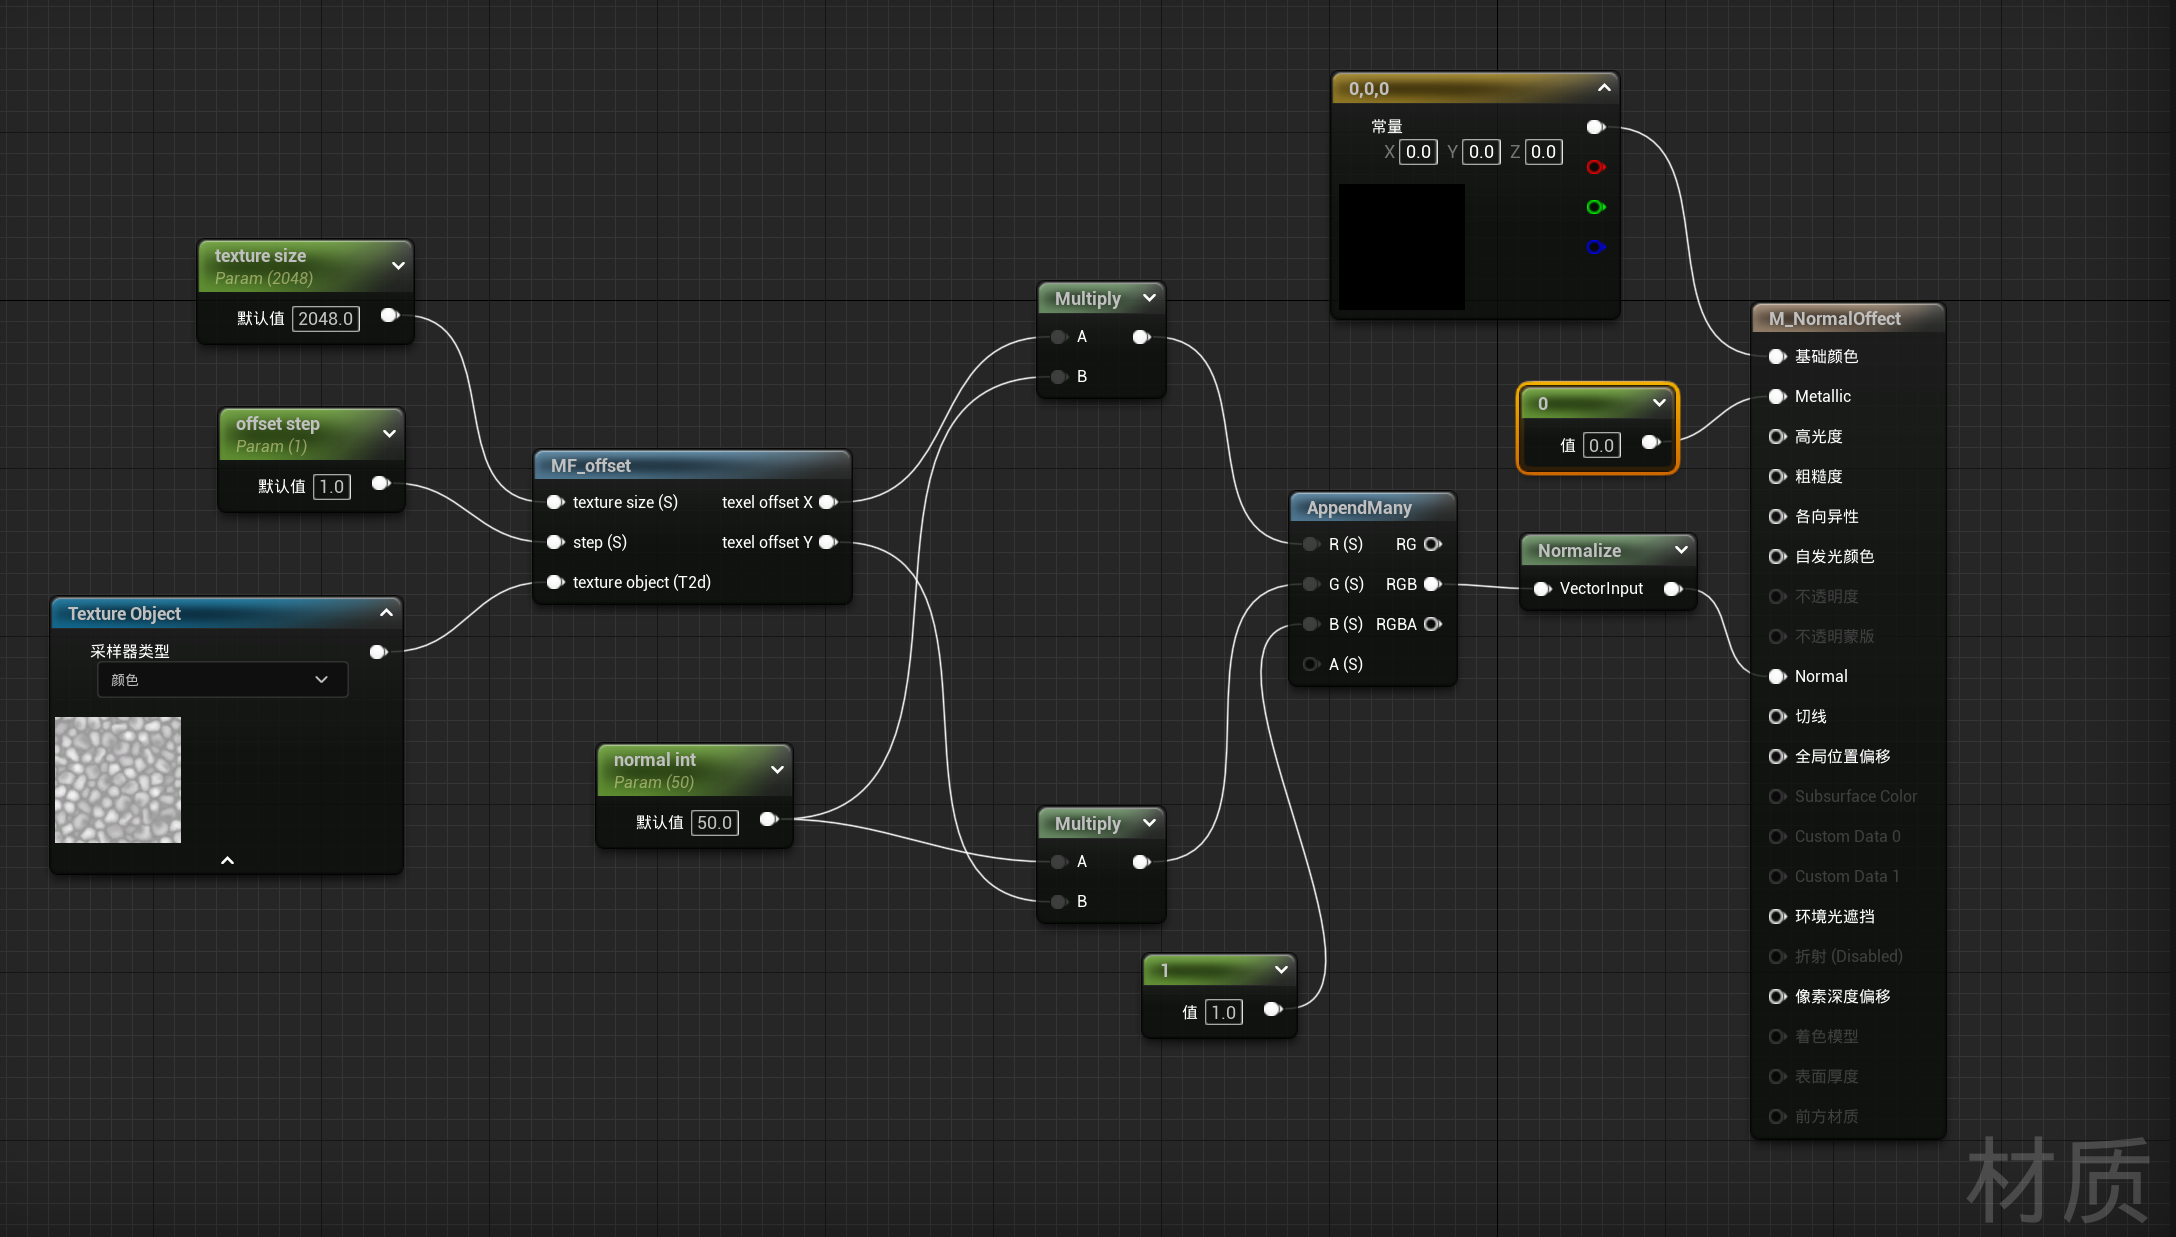 texture size
Param (2048)
默认值 2048.0
offset step
Param (1)
默认值 1.0
Texture Object
采样器类型
颜色
MF_offset
texture size (S) texel offset X
step (S) texel offset Y
texture object (T2d)
normal int
Param (50)
默认值 50.0
Multiply
A
B
Multiply
A
B
1
值 1.0
0,0,0
常量
X 0.0 Y 0.0 Z 0.0
AppendMany
R (S) RG
G (S) RGB
B (S) RGBA
A (S)
0
值 0.0
Normalize
VectorInput
M_NormalOffect
基础颜色
Metallic
高光度
粗糙度
各向异性
自发光颜色
不透明度
不透明蒙版
Normal
切线
全局位置偏移
Subsurface Color
Custom Data 0
Custom Data 1
环境光遮挡
折射 (Disabled)
像素深度偏移
着色模型
表面厚度
前方材质
材质